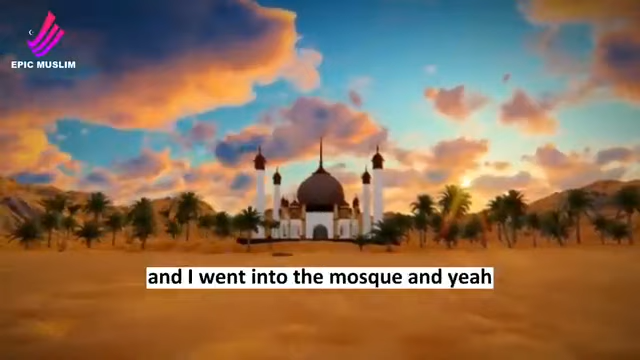 EPIC MUSLIM
and I went into the mosque and yeah